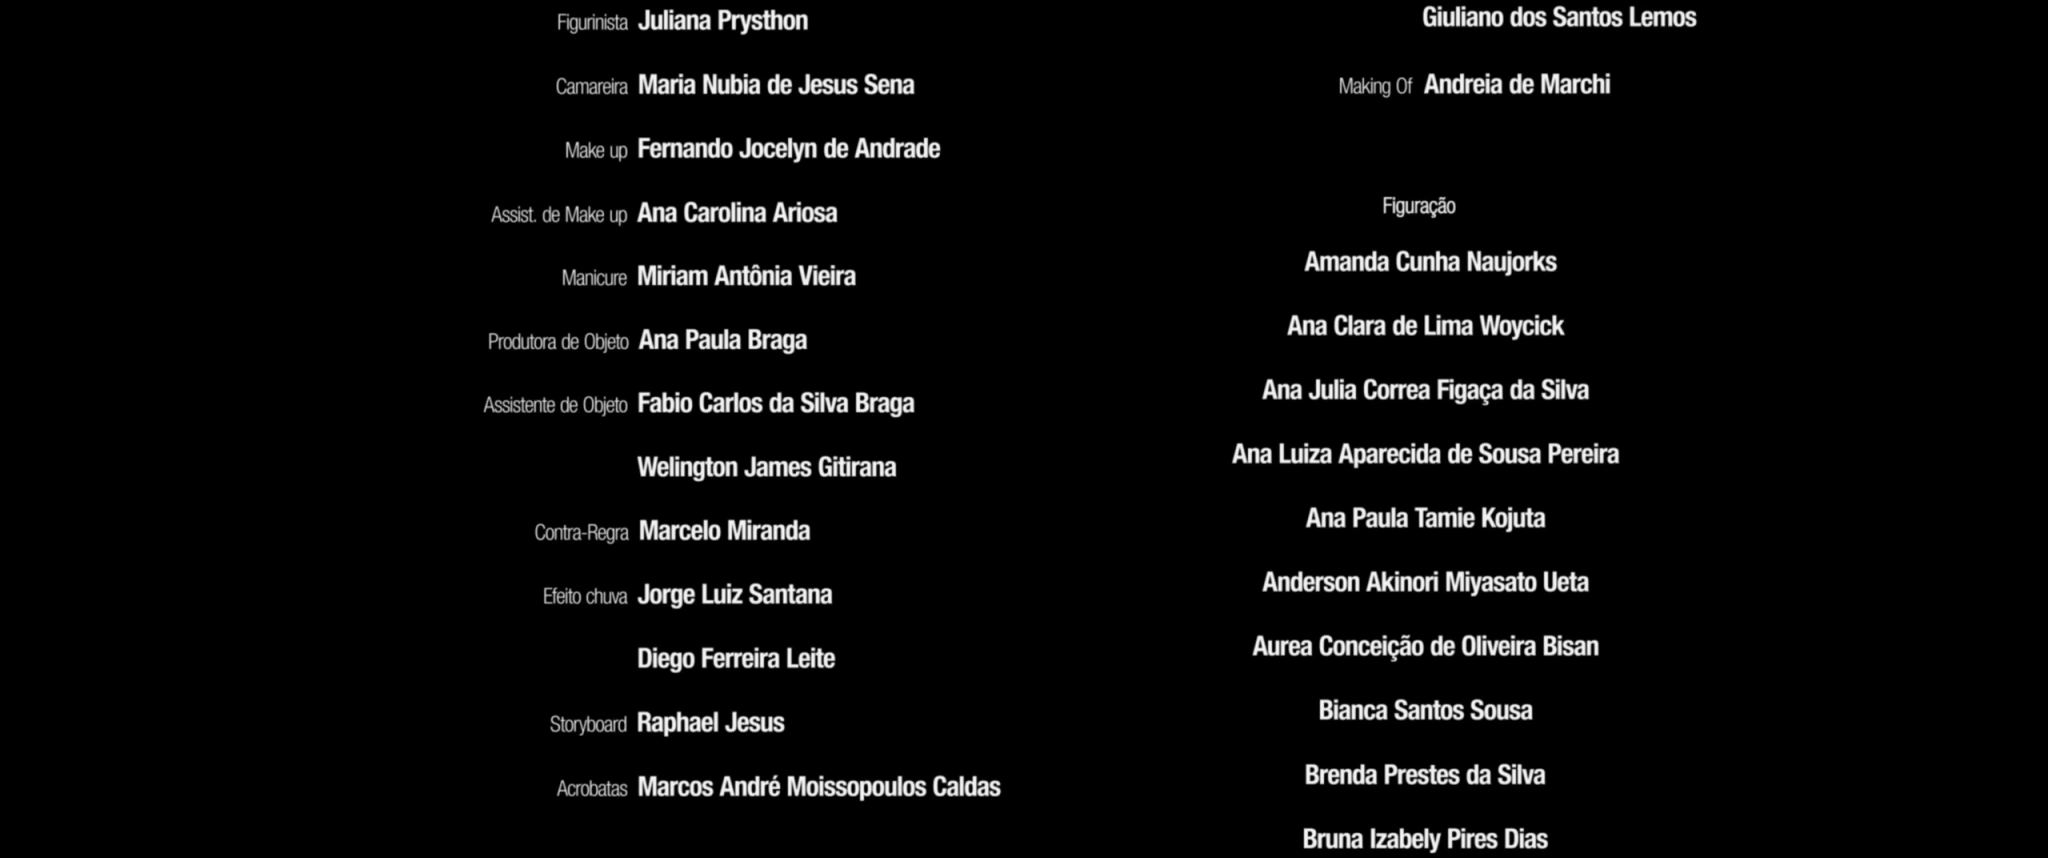 Figurinista Juliana Prysthon
Camareira Maria Nubia de Jesus Sena
Make up Fernando Jocelyn de Andrade
Assist. de Make up Ana Carolina Ariosa
Manicure Miriam Antônia Vieira
Produtora de Objeto Ana Paula Braga
Assistente de Objeto Fabio Carlos da Silva Braga
Welington James Gitirana
Contra-Regra Marcelo Miranda
Efeito chuva Jorge Luiz Santana
Diego Ferreira Leite
Storyboard Raphael Jesus
Acrobatas Marcos André Moissopoulos Caldas
Giuliano dos Santos Lemos
Making Of Andreia de Marchi
Figuração
Amanda Cunha Naujorks
Ana Clara de Lima Woycick
Ana Julia Correa Figaça da Silva
Ana Luiza Aparecida de Sousa Pereira
Ana Paula Tamie Kojuta
Anderson Akinori Miyasato Ueta
Aurea Conceição de Oliveira Bisan
Bianca Santos Sousa
Brenda Prestes da Silva
Bruna Izabely Pires Dias